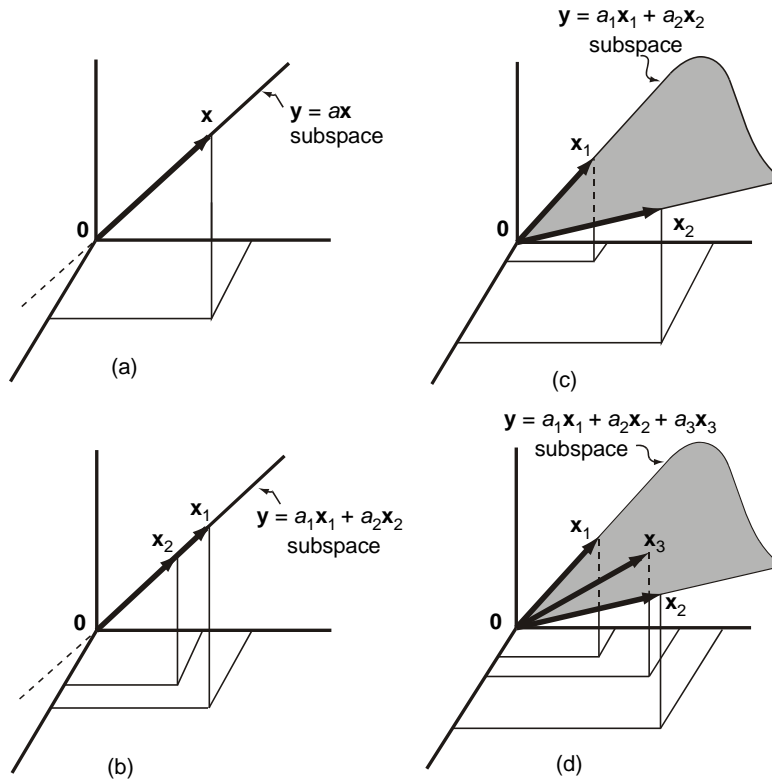 x
y = ax
subspace
0
(a)
y = a₁x₁ + a₂x₂
subspace
x₁
0
x₂
(c)
x₁
x₂
y = a₁x₁ + a₂x₂
subspace
0
(b)
y = a₁x₁ + a₂x₂ + a₃x₃
subspace
x₁
x₃
x₂
0
(d)